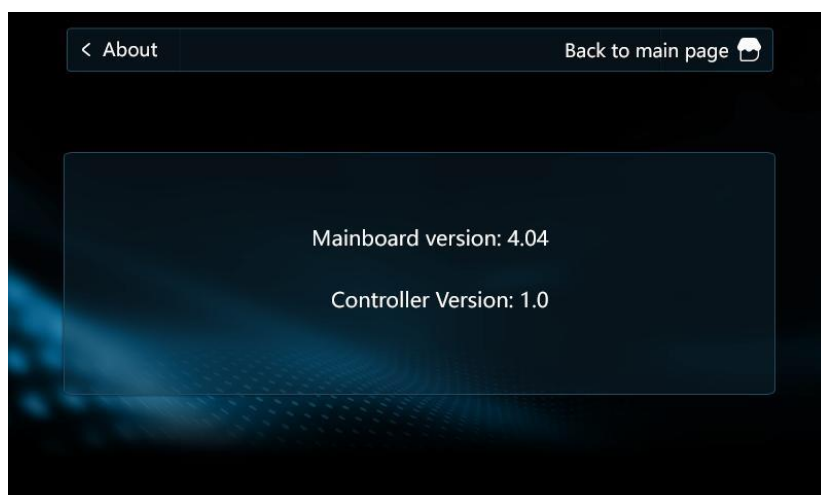 < About
Back to main page
Mainboard version: 4.04
Controller Version: 1.0